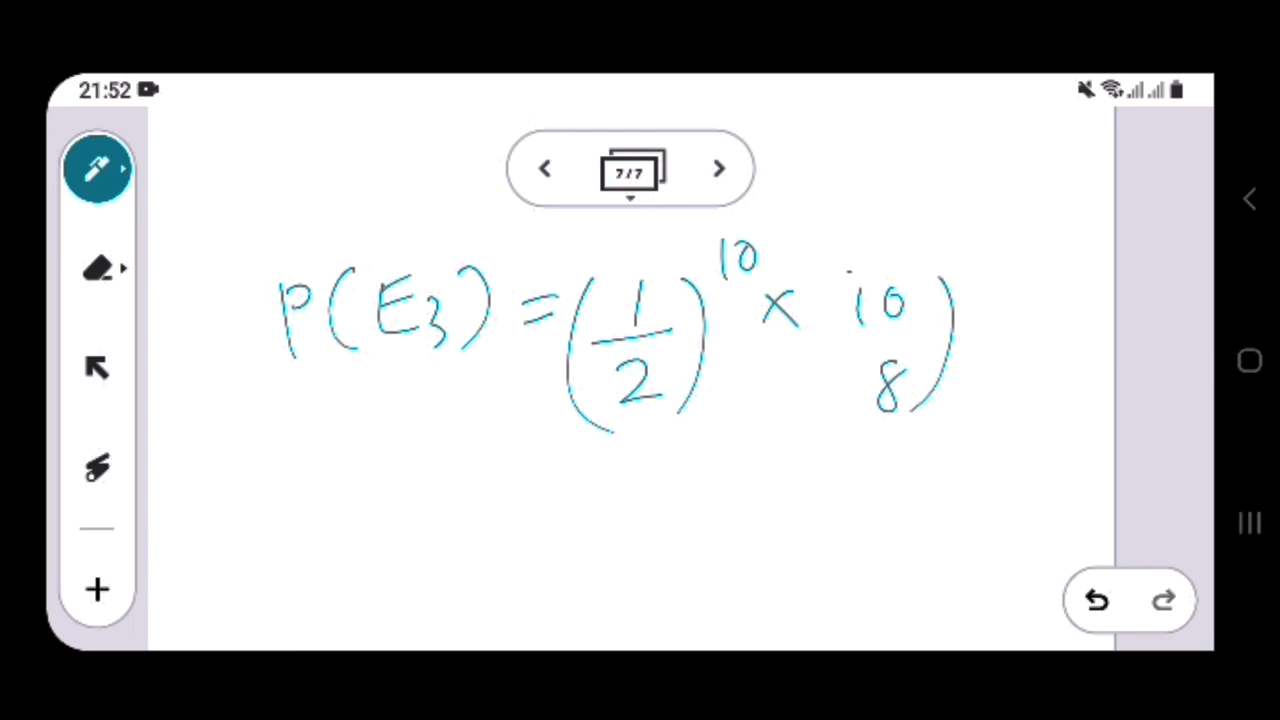 21:52
7/7
P(E₃) = (1/2)¹⁰ × 10
8)